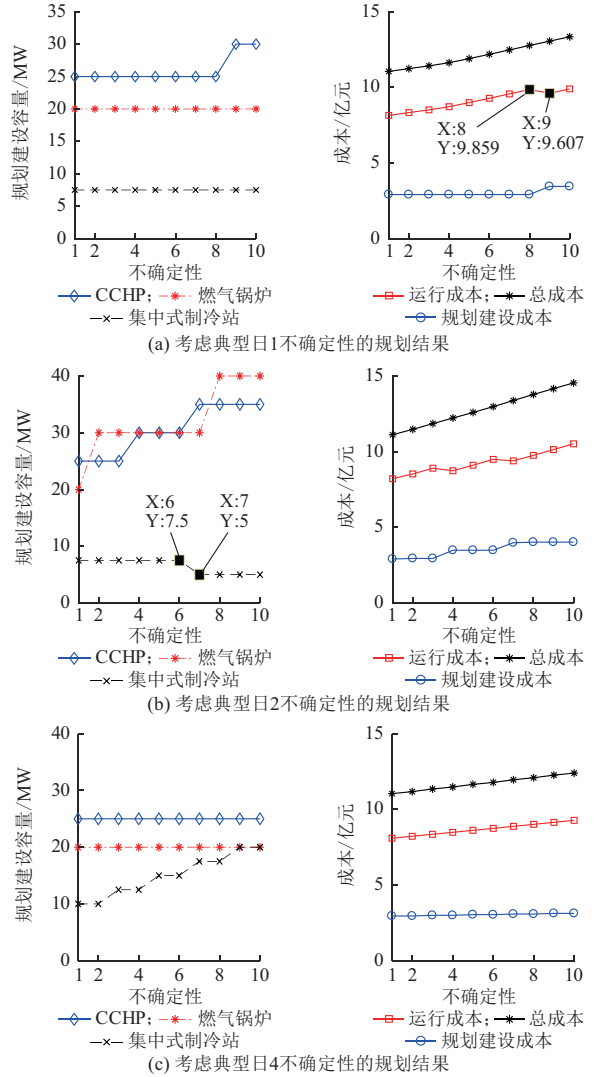 规划建设容量/MW
35
30
25
20
15
10
5
0
1 2 4 6 8 10
不确定性
CCHP; 燃气锅炉
集中式制冷站
成本/亿元
15
10
5
0
X:8
Y:9.859
X:9
Y:9.607
1 2 4 6 8 10
不确定性
运行成本; 总成本
规划建设成本
(a) 考虑典型日1不确定性的规划结果
规划建设容量/MW
40
30
20
10
0
X:6
Y:7.5
X:7
Y:5
1 2 4 6 8 10
不确定性
CCHP; 燃气锅炉
集中式制冷站
成本/亿元
15
10
5
0
1 2 4 6 8 10
不确定性
运行成本; 总成本
规划建设成本
(b) 考虑典型日2不确定性的规划结果
规划建设容量/MW
40
30
20
10
0
1 2 4 6 8 10
不确定性
CCHP; 燃气锅炉
集中式制冷站
成本/亿元
15
10
5
0
1 2 4 6 8 10
不确定性
运行成本; 总成本
规划建设成本
(c) 考虑典型日4不确定性的规划结果